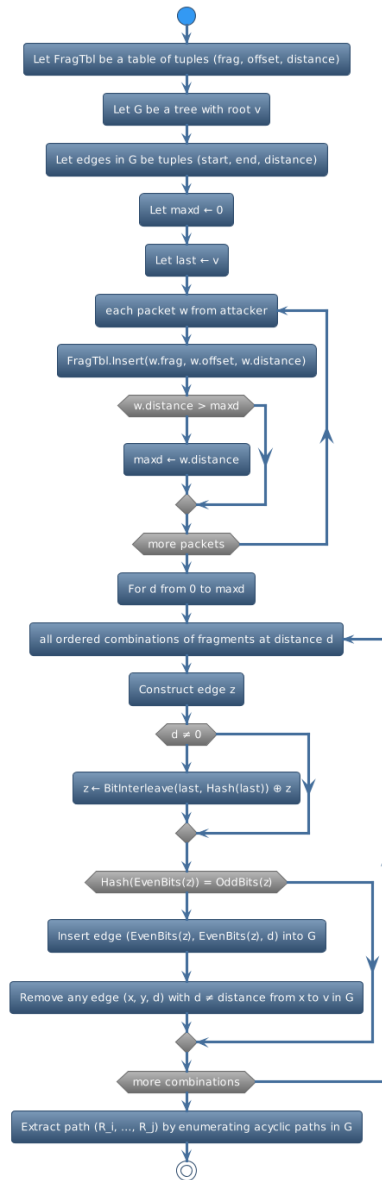 Let FragTbl be a table of tuples (frag, offset, distance)
Let G be a tree with root v
Let edges in G be tuples (start, end, distance)
Let maxd ← 0
Let last ← v
each packet w from attacker
FragTbl.Insert(w.frag, w.offset, w.distance)
w.distance > maxd
maxd ← w.distance
more packets
For d from 0 to maxd
all ordered combinations of fragments at distance d
Construct edge z
d ≠ 0
z ← BitInterleave(last, Hash(last)) ⊕ z
Hash(EvenBits(z)) = OddBits(z)
Insert edge (EvenBits(z), EvenBits(z), d) into G
Remove any edge (x, y, d) with d ≠ distance from x to v in G
more combinations
Extract path (R_i, ..., R_j) by enumerating acyclic paths in G